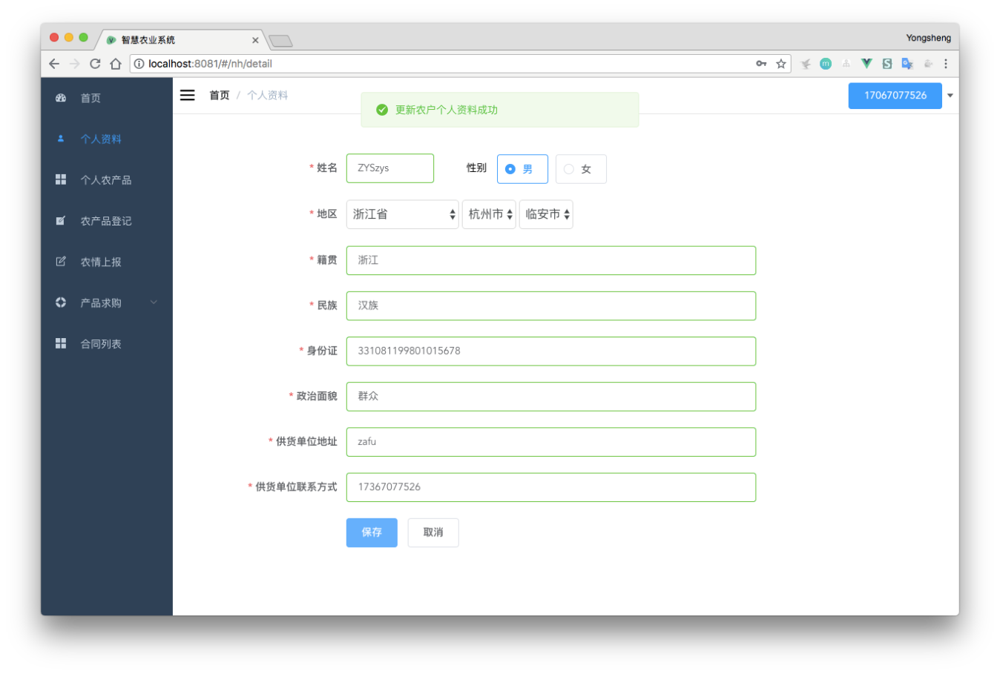 智慧农业系统
Yongsheng
localhost:8081/#/nh/detail
首页
个人资料
个人农产品
农产品登记
农情上报
产品求购
合同列表
首页 / 个人资料
17067077526
更新农户个人资料成功
* 姓名 ZYSzys 性别 男 女
* 地区 浙江省 杭州市 临安市
* 籍贯 浙江
* 民族 汉族
* 身份证 331081199801015678
* 政治面貌 群众
* 供货单位地址 zafu
* 供货单位联系方式 17367077526
保存 取消